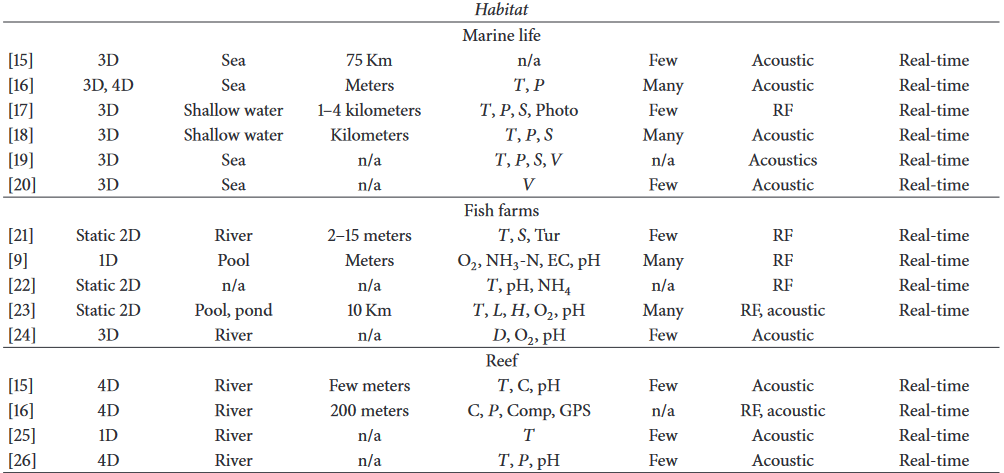 Habitat
Marine life
[15] 3D Sea 75 Km n/a Few Acoustic Real-time
[16] 3D, 4D Sea Meters T, P Many Acoustic Real-time
[17] 3D Shallow water 1–4 kilometers T, P, S, Photo Few RF Real-time
[18] 3D Shallow water Kilometers T, P, S Many Acoustic Real-time
[19] 3D Sea n/a T, P, S, V n/a Acoustics Real-time
[20] 3D Sea n/a V Few Acoustic Real-time
Fish farms
[21] Static 2D River 2–15 meters T, S, Tur Few RF Real-time
[9] 1D Pool Meters O₂, NH₃-N, EC, pH Many RF Real-time
[22] Static 2D n/a n/a T, pH, NH₄ n/a RF Real-time
[23] Static 2D Pool, pond 10 Km T, L, H, O₂, pH Many RF, acoustic Real-time
[24] 3D River n/a D, O₂, pH Few Acoustic
Reef
[15] 4D River Few meters T, C, pH Few Acoustic Real-time
[16] 4D River 200 meters C, P, Comp, GPS n/a RF, acoustic Real-time
[25] 1D River n/a T Few Acoustic Real-time
[26] 4D River n/a T, P, pH Few Acoustic Real-time